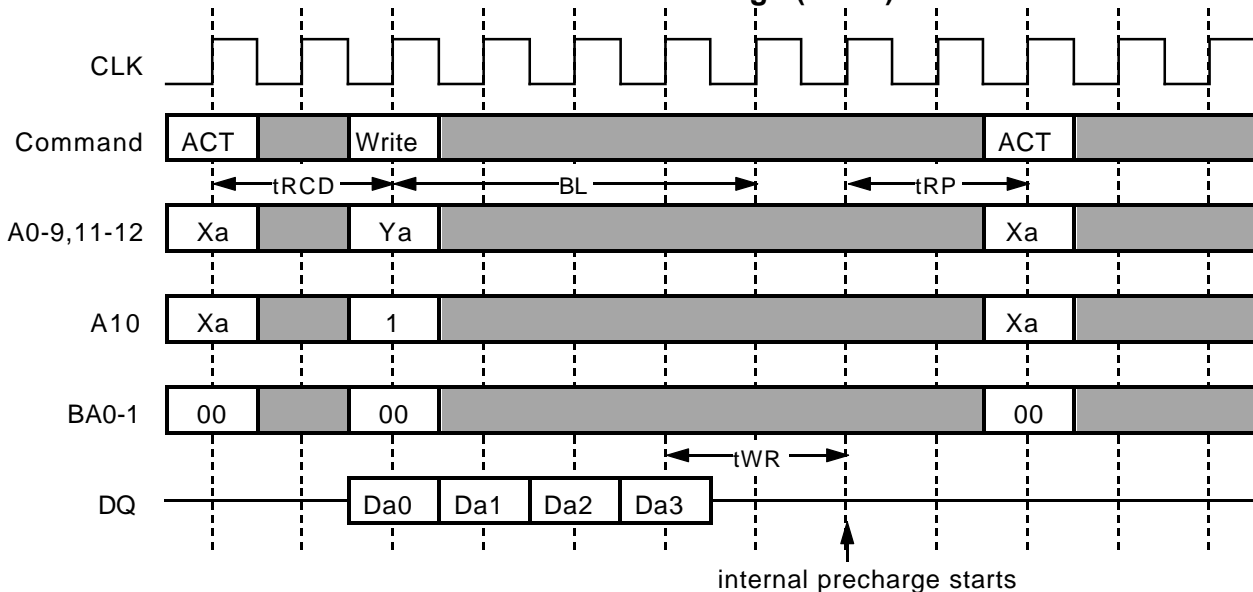 CLK
Command ACT Write ACT
tRCD BL tRP
A0-9,11-12 Xa Ya Xa
A10 Xa 1 Xa
BA0-1 00 00 00
tWR
DQ Da0 Da1 Da2 Da3
internal precharge starts